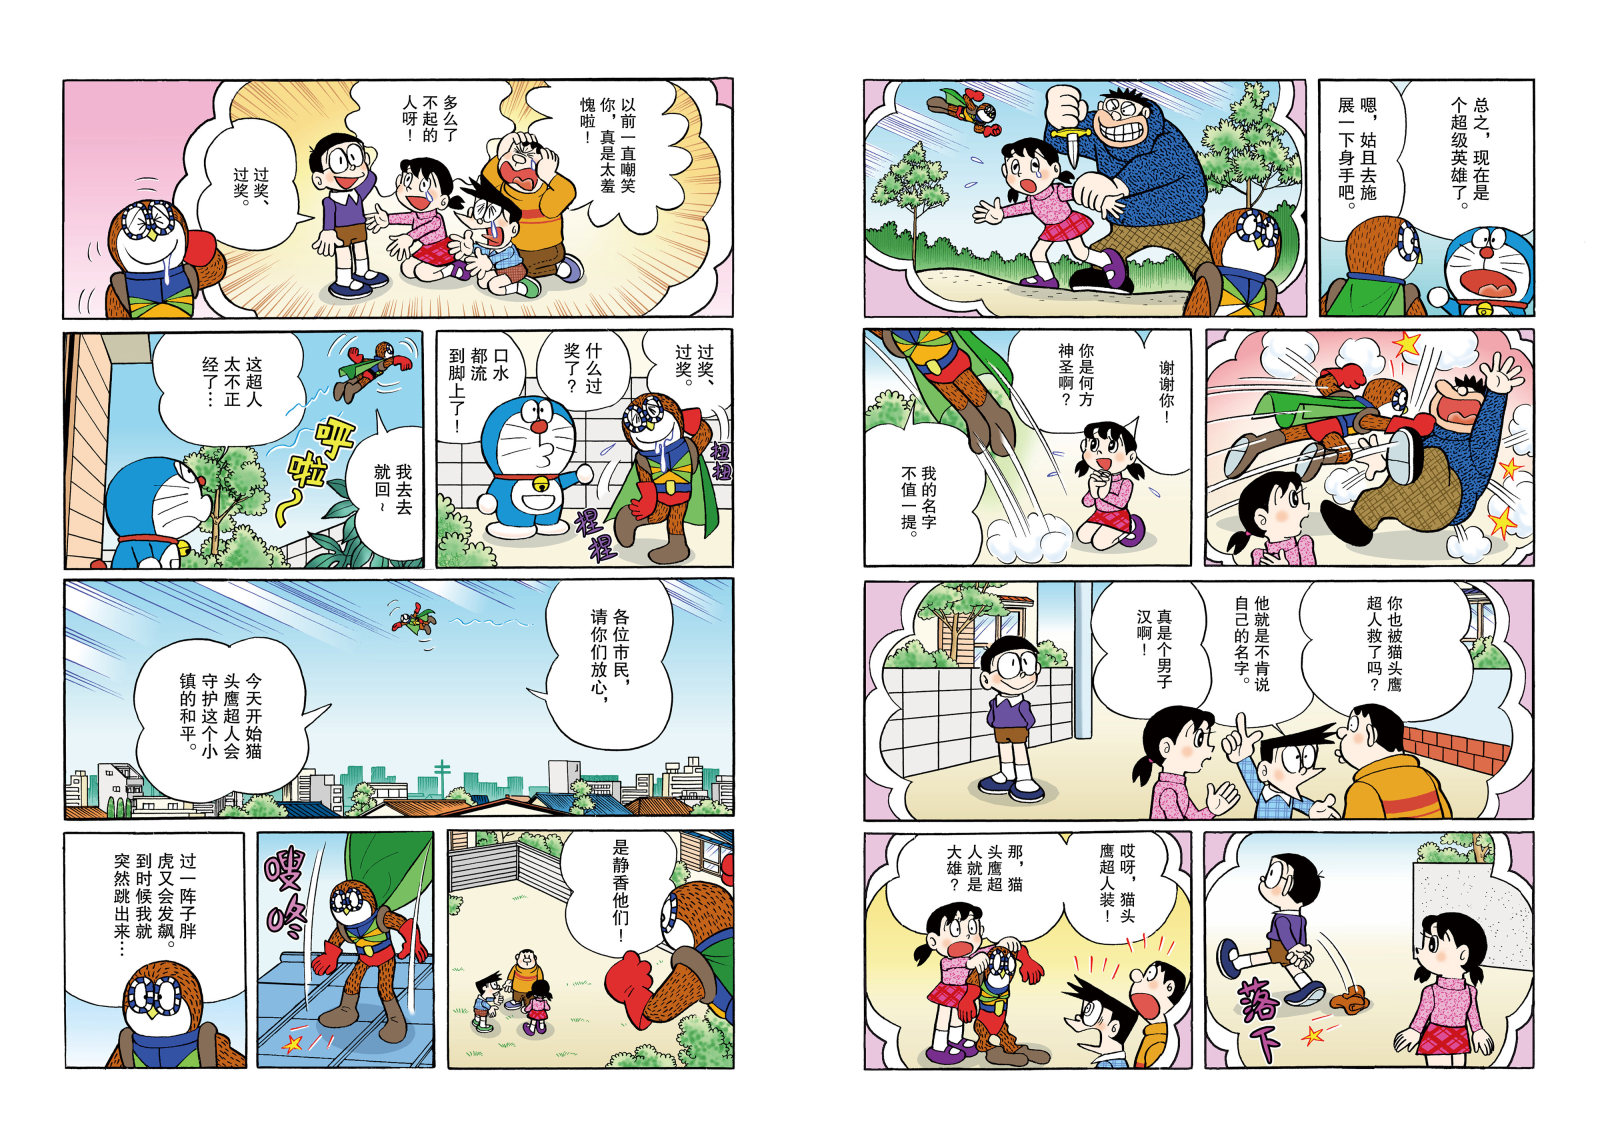 总之，现在是
个超级英雄了。
嗯，姑且去施
展一下身手吧。
谢谢你！
你是何方
神圣啊？
我的名字
不值一提。
你也被猫头鹰
超人救了吗？
他就是不肯说
自己的名字。
真是个男子
汉啊！
落下
哎呀，猫头
鹰超人装！
那，猫
头鹰超
人就是
大雄？
以前一直嘲笑
你，真是太羞
愧啦！
多么了
不起的
人呀！
过奖、
过奖。
过奖、
过奖。
什么过
奖了？
口水
都流
到脚上了！
扭扭
捏捏
我去去
就回~
这超人
太不正
经了…
各位市民，
请你们放心，
今天开始猫
头鹰超人会
守护这个小
镇的和平。
是静香他们！
嗖咚
过一阵子胖
虎又会发飙。
到时候我就
突然跳出来…